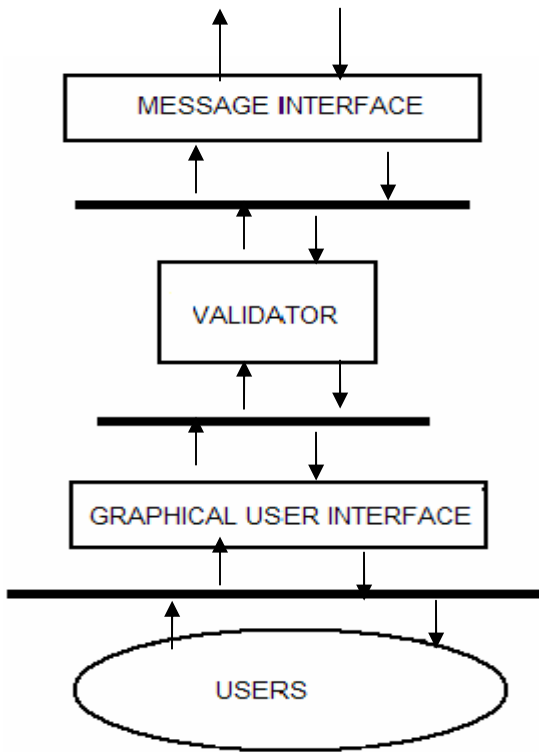 MESSAGE INTERFACE
VALIDATOR
GRAPHICAL USER INTERFACE
USERS